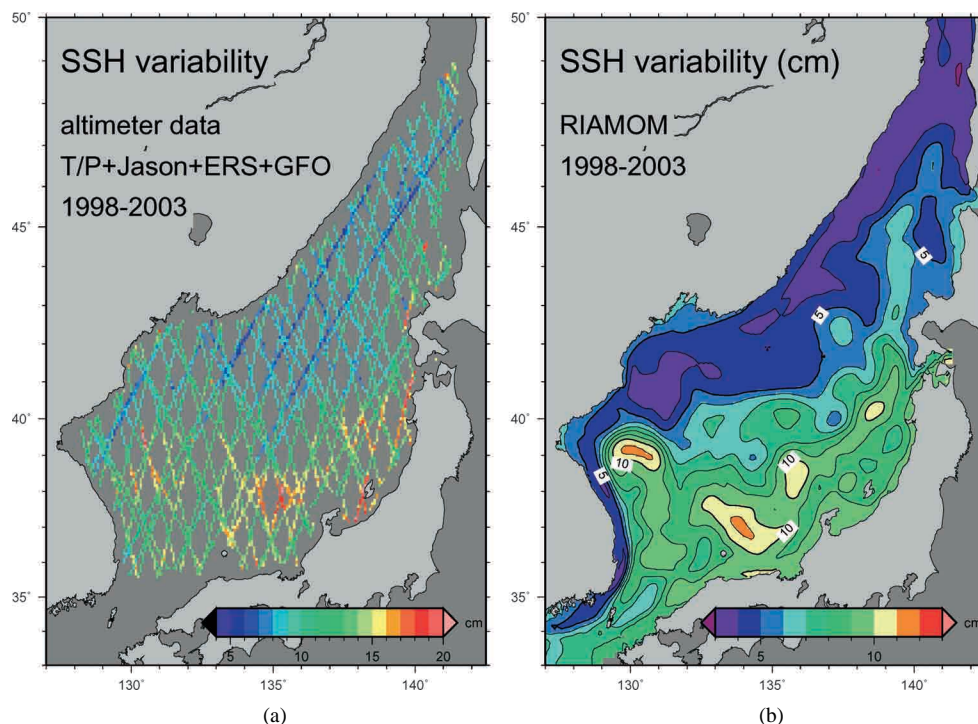 50°
45°
40°
35°
SSH variability
altimeter data
T/P+Jason+ERS+GFO
1998-2003
5 10 15 20 cm
130° 135° 140°
(a)
50°
45°
40°
35°
SSH variability (cm)
RIAMOM
1998-2003
5
5
10
10
10
5
5 10 cm
130° 135° 140°
(b)